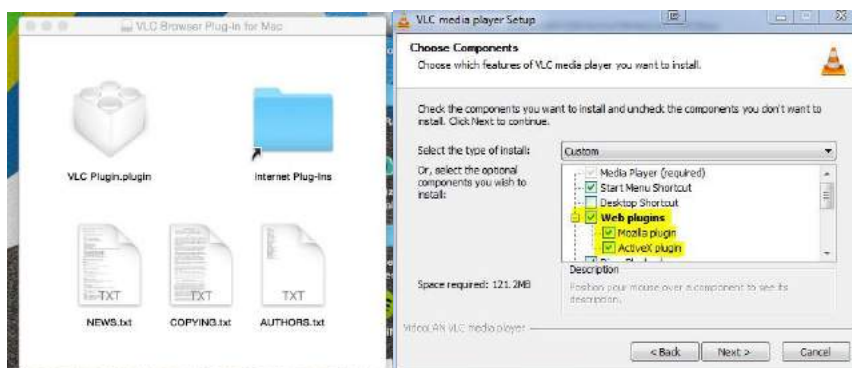 VLC Browser Plug-In for Mac
VLC Plugin.plugin
Internet Plug-Ins
TXT
TXT
TXT
NEWS.txt
COPYING.txt
AUTHORS.txt
VLC media player Setup
Choose Components
Choose which features of VLC media player you want to install.
Check the components you want to install and uncheck the components you don't want to
install. Click Next to continue.
Select the type of install:
Custom
Or, select the optional
components you wish to
install:
Media Player (required)
Start Menu Shortcut
Desktop Shortcut
Web plugins
Mozilla plugin
ActiveX plugin
Space required: 121.2MB
Description
Position your mouse over a component to see its
description.
VideoLAN VLC media player
< Back
Next >
Cancel